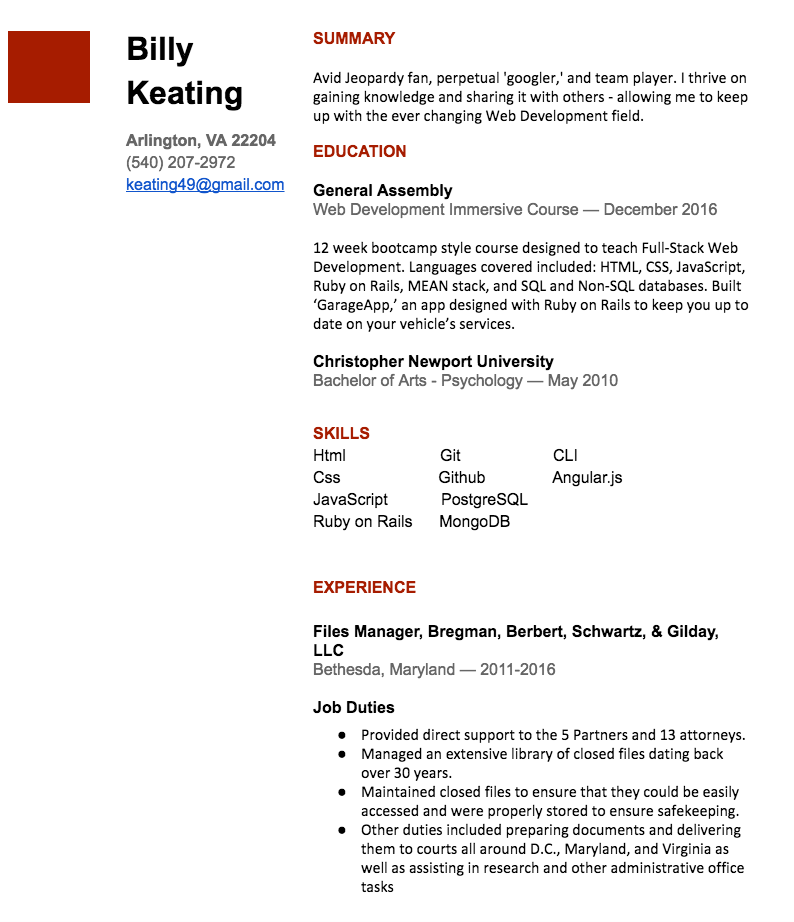 Billy
Keating
Arlington, VA 22204
(540) 207-2972
keating49@gmail.com
SUMMARY
Avid Jeopardy fan, perpetual 'googler,' and team player. I thrive on
gaining knowledge and sharing it with others - allowing me to keep
up with the ever changing Web Development field.
EDUCATION
General Assembly
Web Development Immersive Course — December 2016
12 week bootcamp style course designed to teach Full-Stack Web
Development. Languages covered included: HTML, CSS, JavaScript,
Ruby on Rails, MEAN stack, and SQL and Non-SQL databases. Built
‘GarageApp,’ an app designed with Ruby on Rails to keep you up to
date on your vehicle’s services.
Christopher Newport University
Bachelor of Arts - Psychology — May 2010
SKILLS
Html Git CLI
Css Github Angular.js
JavaScript PostgreSQL
Ruby on Rails MongoDB
EXPERIENCE
Files Manager, Bregman, Berbert, Schwartz, & Gilday,
LLC
Bethesda, Maryland — 2011-2016
Job Duties
● Provided direct support to the 5 Partners and 13 attorneys.
● Managed an extensive library of closed files dating back
over 30 years.
● Maintained closed files to ensure that they could be easily
accessed and were properly stored to ensure safekeeping.
● Other duties included preparing documents and delivering
them to courts all around D.C., Maryland, and Virginia as
well as assisting in research and other administrative office
tasks